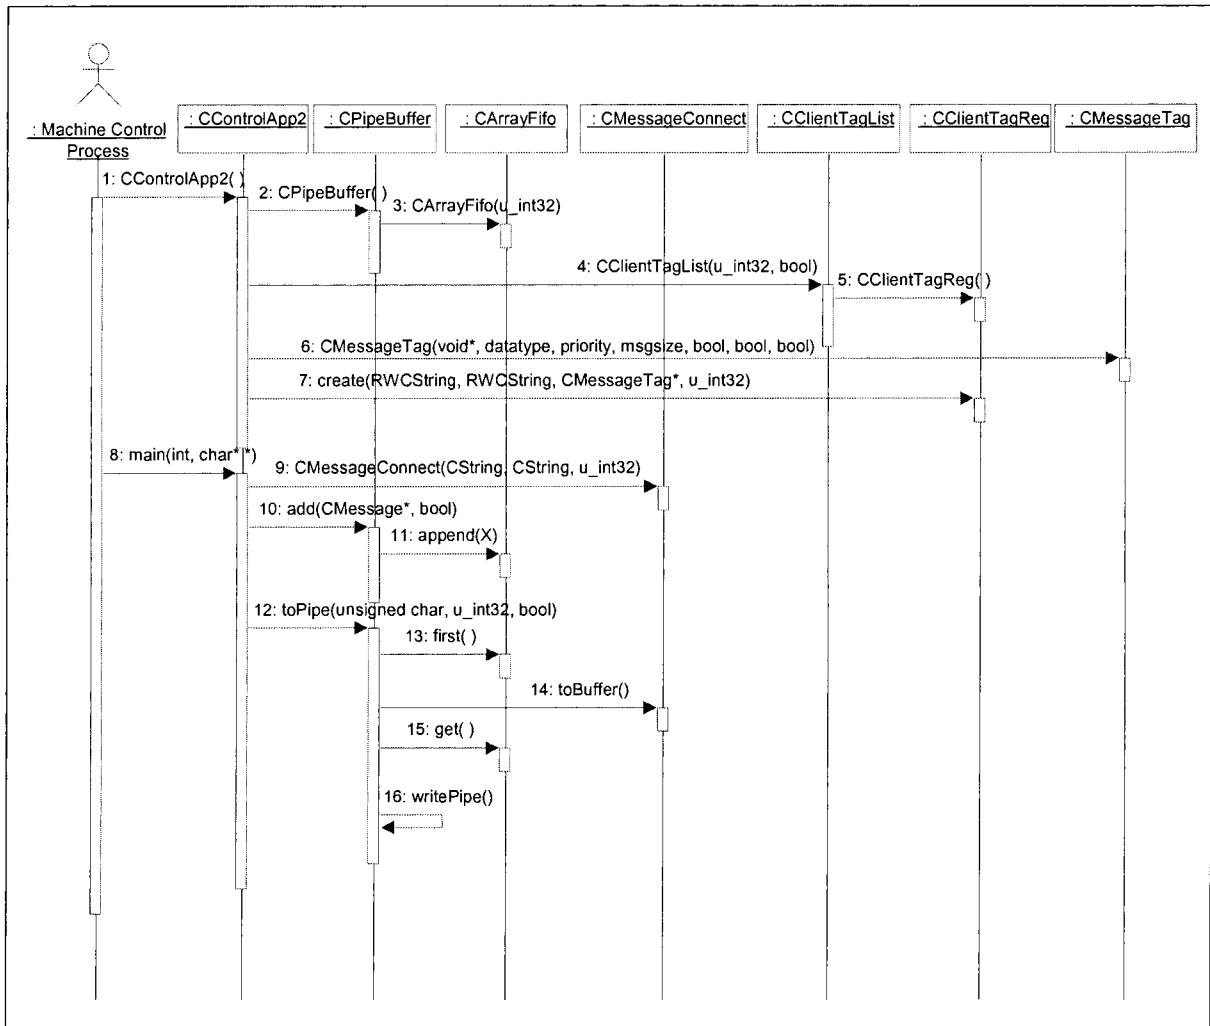 : Machine Control
Process
: CControlApp2
: CPipeBuffer
: CArrayFifo
: CMessageConnect
: CClientTagList
: CClientTagReg
: CMessageTag
1: CControlApp2( )
2: CPipeBuffer( )
3: CArrayFifo(u_int32)
4: CClientTagList(u_int32, bool)
5: CClientTagReg( )
6: CMessageTag(void*, datatype, priority, msgsize, bool, bool, bool)
7: create(RWCString, RWCString, CMessageTag*, u_int32)
8: main(int, char* *)
9: CMessageConnect(CString, CString, u_int32)
10: add(CMessage*, bool)
11: append(X)
12: toPipe(unsigned char, u_int32, bool)
13: first( )
14: toBuffer()
15: get( )
16: writePipe()